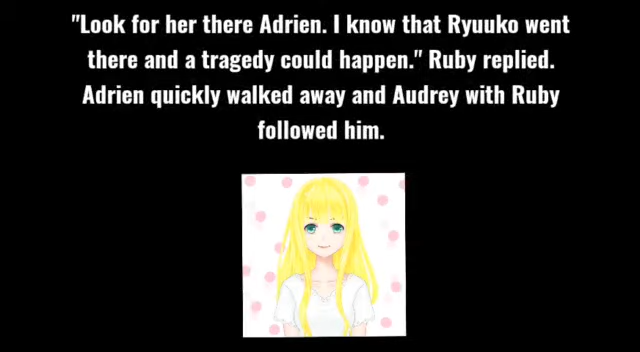 "Look for her there Adrien. I know that Ryuuko went
there and a tragedy could happen." Ruby replied.
Adrien quickly walked away and Audrey with Ruby
followed him.